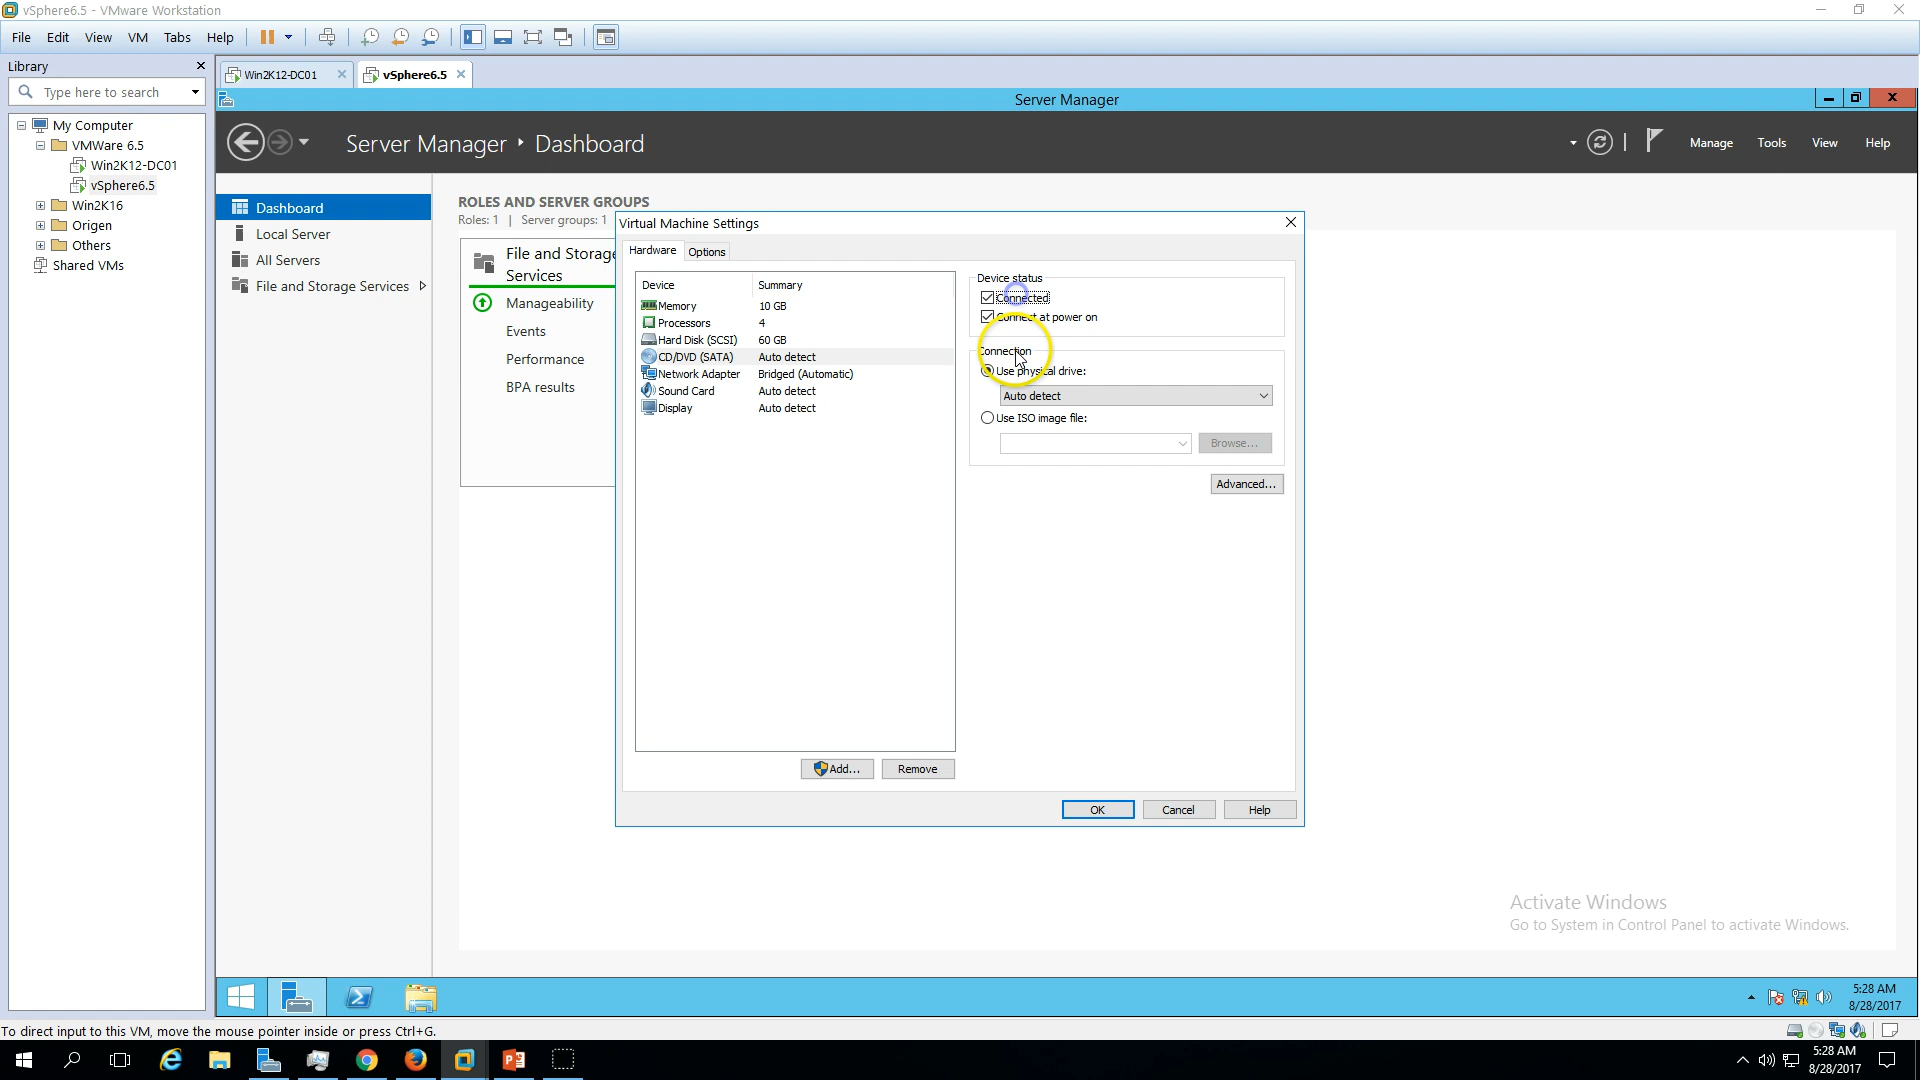 vSphere6.5 - VMware Workstation
File Edit View VM Tabs Help
Library
Type here to search
My Computer
VMWare 6.5
Win2K12-DC01
vSphere6.5
Win2K16
Origen
Others
Shared VMs
Win2K12-DC01
vSphere6.5
Server Manager
Server Manager Dashboard
Manage Tools View Help
Dashboard
Local Server
All Servers
File and Storage Services
ROLES AND SERVER GROUPS
Roles: 1 | Server groups: 1
File and Storage
Services
Manageability
Events
Performance
BPA results
Virtual Machine Settings
Hardware Options
Device Summary
Memory 10 GB
Processors 4
Hard Disk (SCSI) 60 GB
CD/DVD (SATA) Auto detect
Network Adapter Bridged (Automatic)
Sound Card Auto detect
Display Auto detect
Add... Remove
Device status
Connected
Connect at power on
Connection
Use physical drive:
Auto detect
Use ISO image file:
Browse...
Advanced...
OK Cancel Help
Activate Windows
Go to System in Control Panel to activate Windows.
5:28 AM
8/28/2017
To direct input to this VM, move the mouse pointer inside or press Ctrl+G.
5:28 AM
8/28/2017